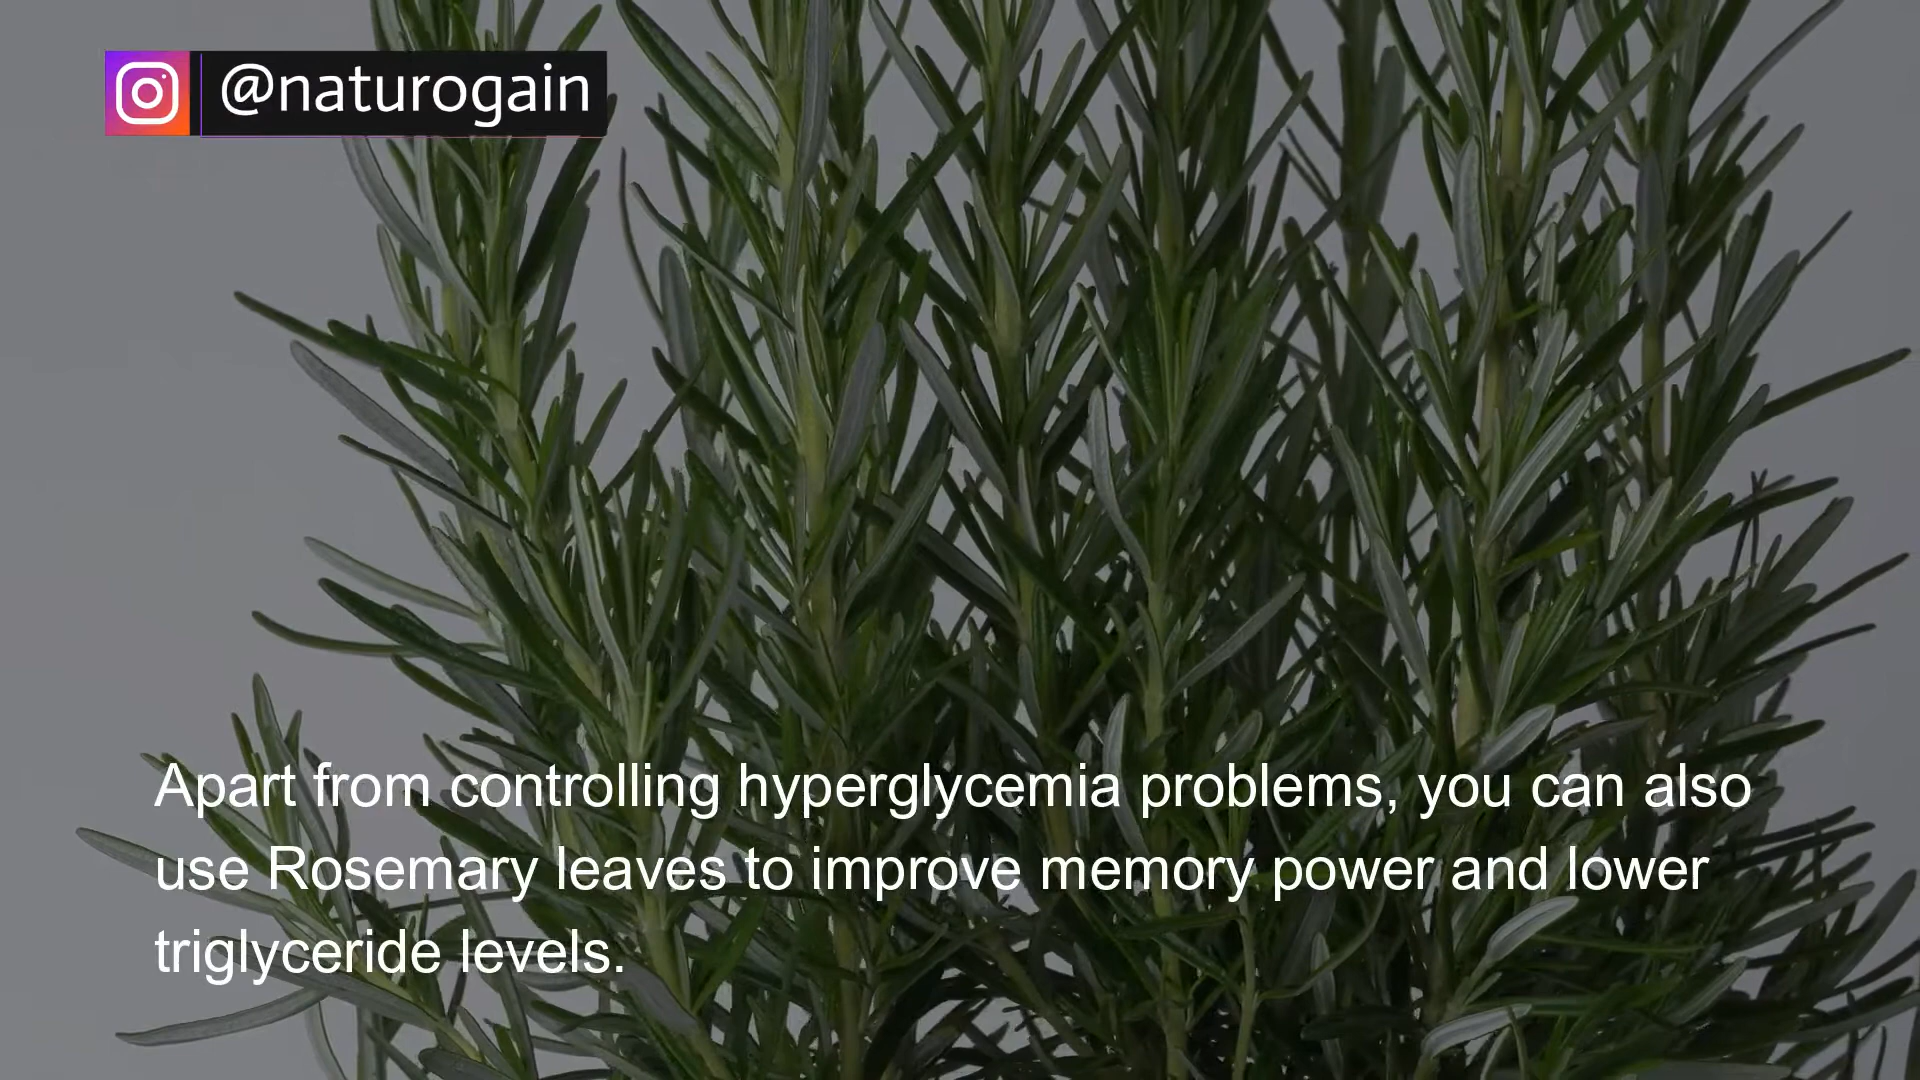 @naturogain
Apart from controlling hyperglycemia problems, you can also
use Rosemary leaves to improve memory power and lower
triglyceride levels.